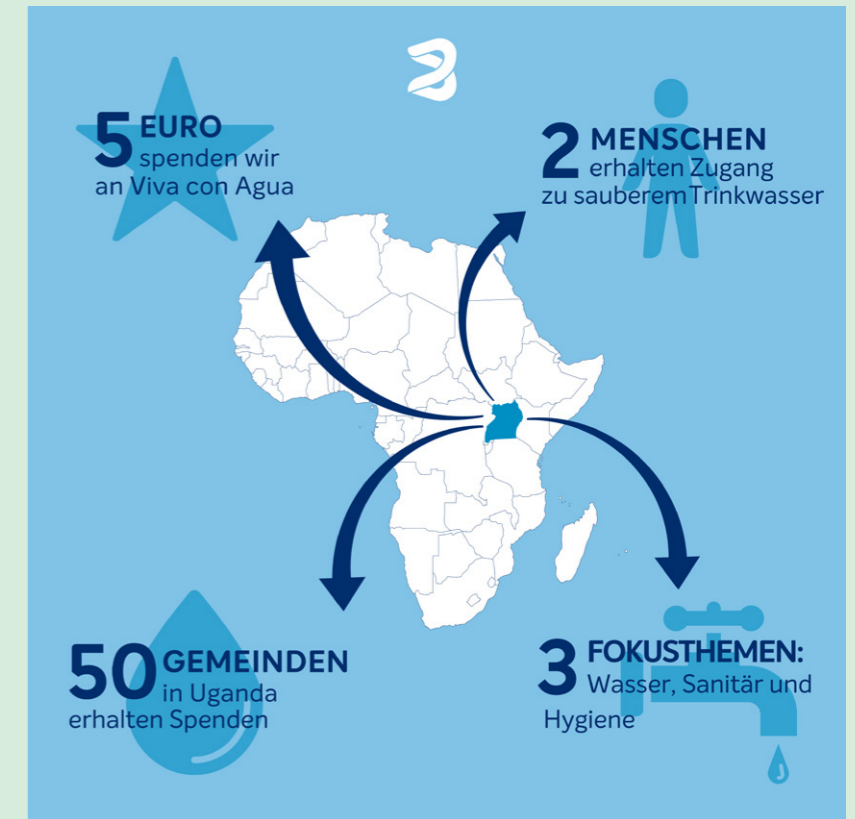 5 EURO
spenden wir
an Viva con Agua
2 MENSCHEN
erhalten Zugang
zu sauberem Trinkwasser
50 GEMEINDEN
in Uganda
erhalten Spenden
3 FOKUSTHEMEN:
Wasser, Sanitär und
Hygiene